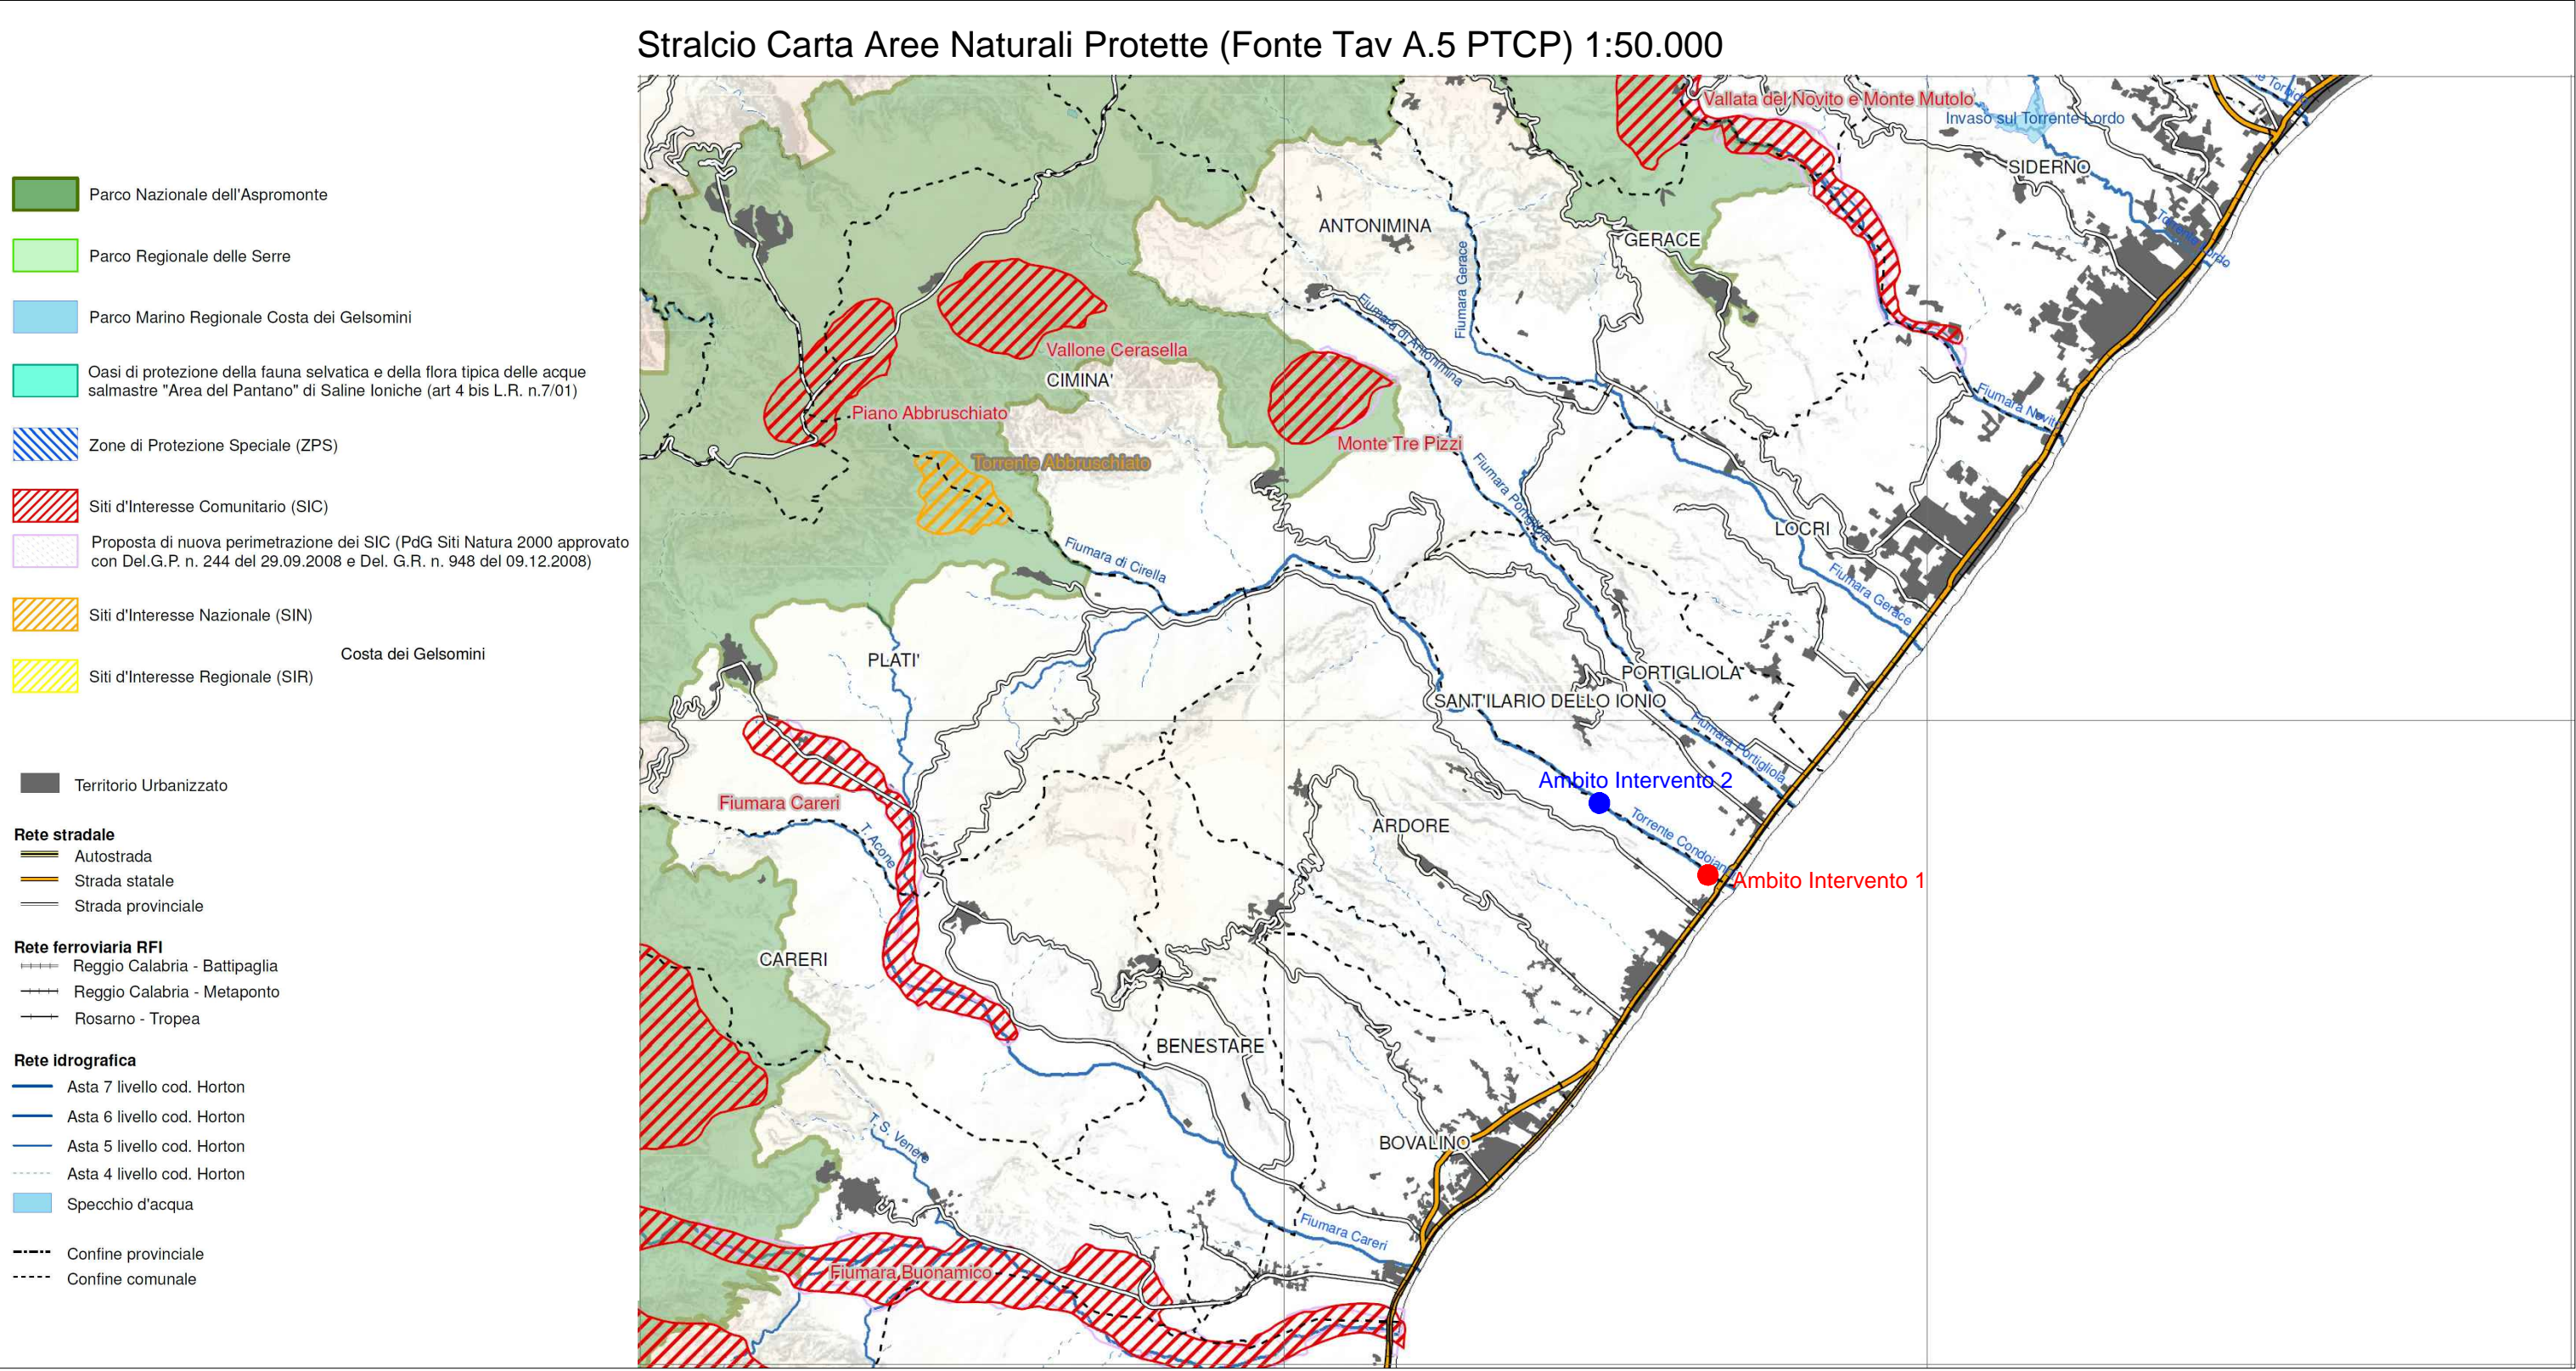 Stralcio Carta Aree Naturali Protette (Fonte Tav A.5 PTCP) 1:50.000
Parco Nazionale dell'Aspromonte
Parco Regionale delle Serre
Parco Marino Regionale Costa dei Gelsomini
Oasi di protezione della fauna selvatica e della flora tipica delle acque
salmastre "Area del Pantano" di Saline Ioniche (art 4 bis L.R. n.7/01)
Zone di Protezione Speciale (ZPS)
Siti d'Interesse Comunitario (SIC)
Proposta di nuova perimetrazione dei SIC (PdG Siti Natura 2000 approvato
con Del.G.P. n. 244 del 29.09.2008 e Del. G.R. n. 948 del 09.12.2008)
Siti d'Interesse Nazionale (SIN)
Costa dei Gelsomini
Siti d'Interesse Regionale (SIR)
Territorio Urbanizzato
Rete stradale
Autostrada
Strada statale
Strada provinciale
Rete ferroviaria RFI
Reggio Calabria - Battipaglia
Reggio Calabria - Metaponto
Rosarno - Tropea
Rete idrografica
Asta 7 livello cod. Horton
Asta 6 livello cod. Horton
Asta 5 livello cod. Horton
Asta 4 livello cod. Horton
Specchio d'acqua
Confine provinciale
Confine comunale
Vallata del Novito e Monte Mutolo
Invaso sul Torrente Lordo
SIDERNO
Torrente Lordo
ANTONIMINA
GERACE
Fiumara Gerace
Fiumara di Antonimina
Vallone Cerasella
CIMINA'
Piano Abbruschiato
Monte Tre Pizzi
Torrente Abbruschiato
Fiumara Novito
Fiumara Portigliola
LOCRI
Fiumara di Cirella
Fiumara Gerace
PLATI'
PORTIGLIOLA
SANT'ILARIO DELLO IONIO
Fiumara Portigliola
Ambito Intervento 2
Fiumara Careri
T. Acone
ARDORE
Torrente Condoianni
Ambito Intervento 1
CARERI
BENESTARE
T. S. Venere
BOVALINO
Fiumara Careri
Fiumara Buonamico